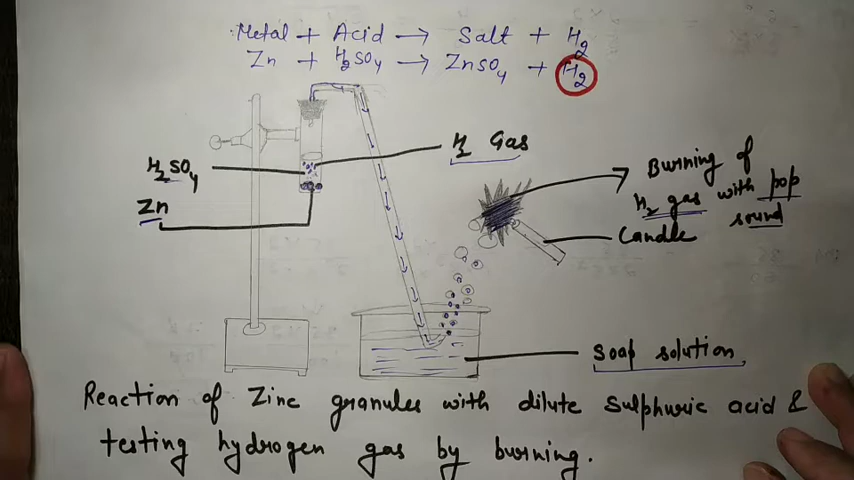 Metal + Acid → Salt + H2
Zn + H2SO4 → ZnSO4 + H2
H2 Gas
H2SO4
Zn
Burning of
H2 gas with pop
sound
Candle
Soap solution.
Reaction of Zinc granules with dilute Sulphuric acid &
testing hydrogen gas by burning.